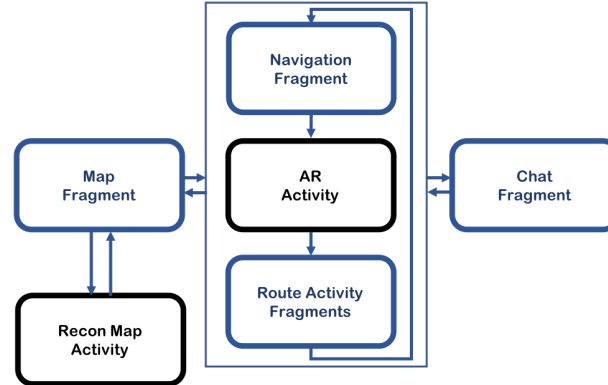 Navigation
Fragment
Map
Fragment
AR
Activity
Chat
Fragment
Route Activity
Fragments
Recon Map
Activity